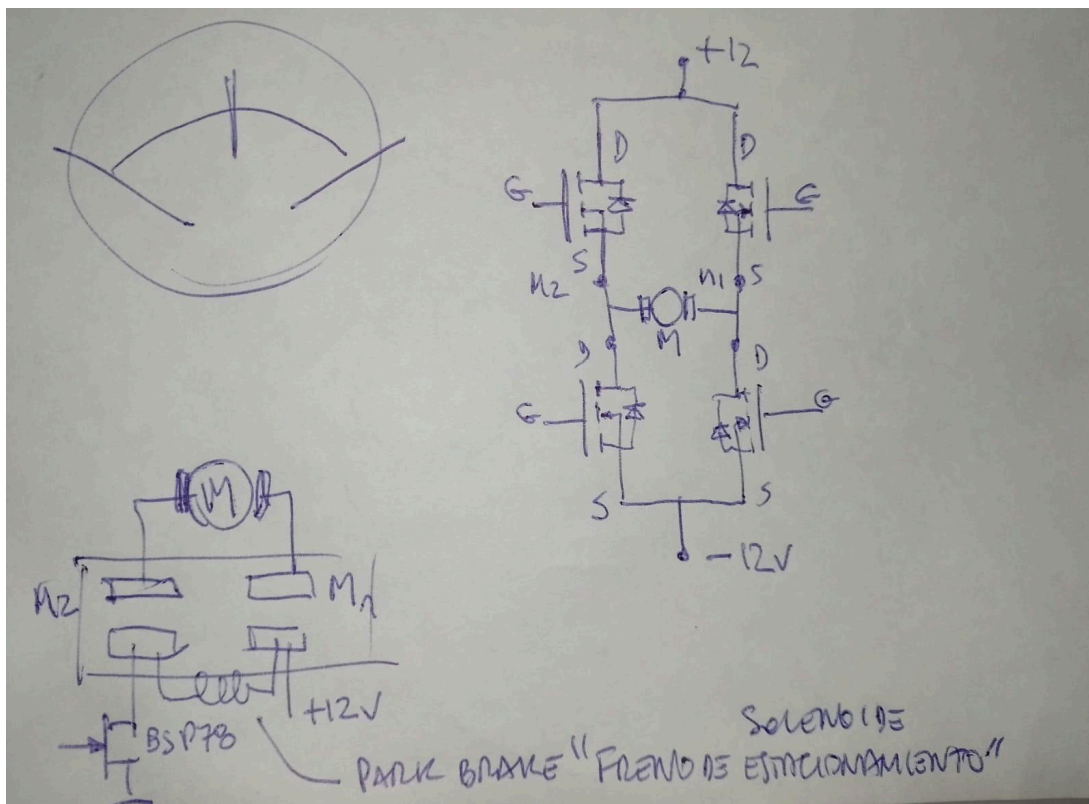 +12
D D
G G
S S
M2 M1
M
D D
G G
S S
-12V
M
M2 M1
+12V
BSP78
SOLENOIDE
PARK BRAKE "FRENO DE ESTACIONAMIENTO"